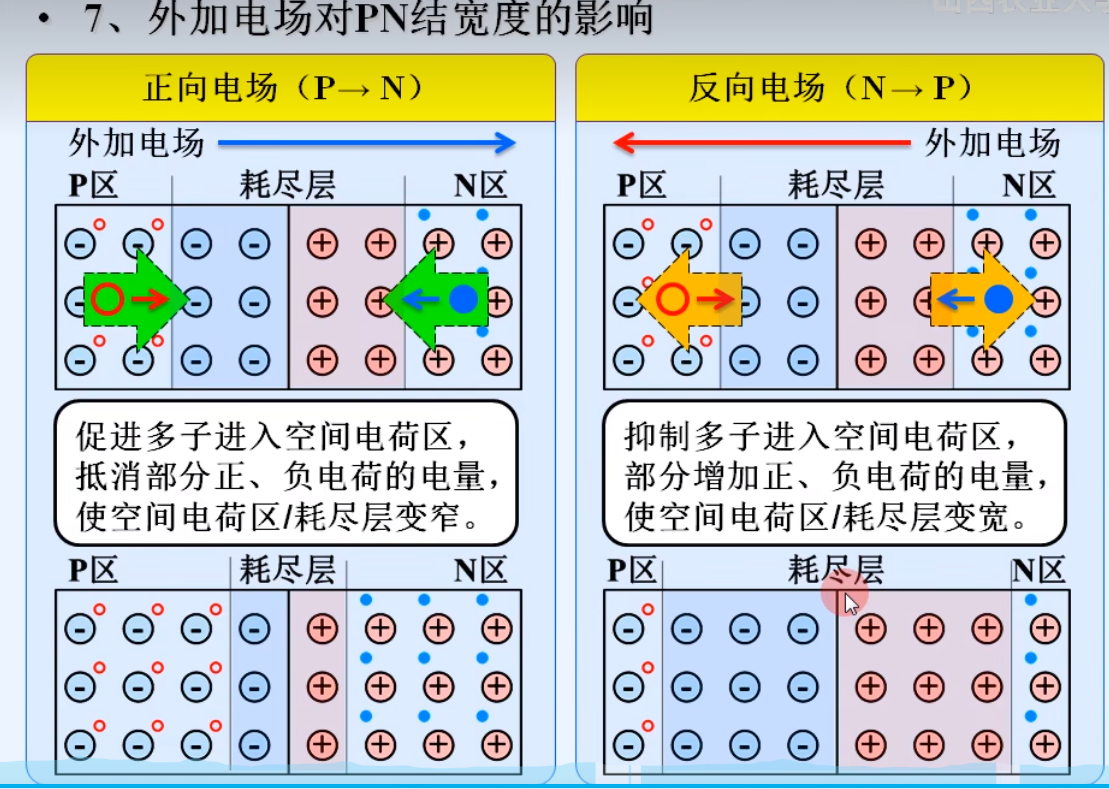 • 7、外加电场对PN结宽度的影响
正向电场（P→ N）
外加电场
P区 耗尽层 N区
促进多子进入空间电荷区，
抵消部分正、负电荷的电量，
使空间电荷区/耗尽层变窄。
P区 耗尽层 N区
反向电场（N→ P）
外加电场
P区 耗尽层 N区
抑制多子进入空间电荷区，
部分增加正、负电荷的电量，
使空间电荷区/耗尽层变宽。
P区 耗尽层 N区